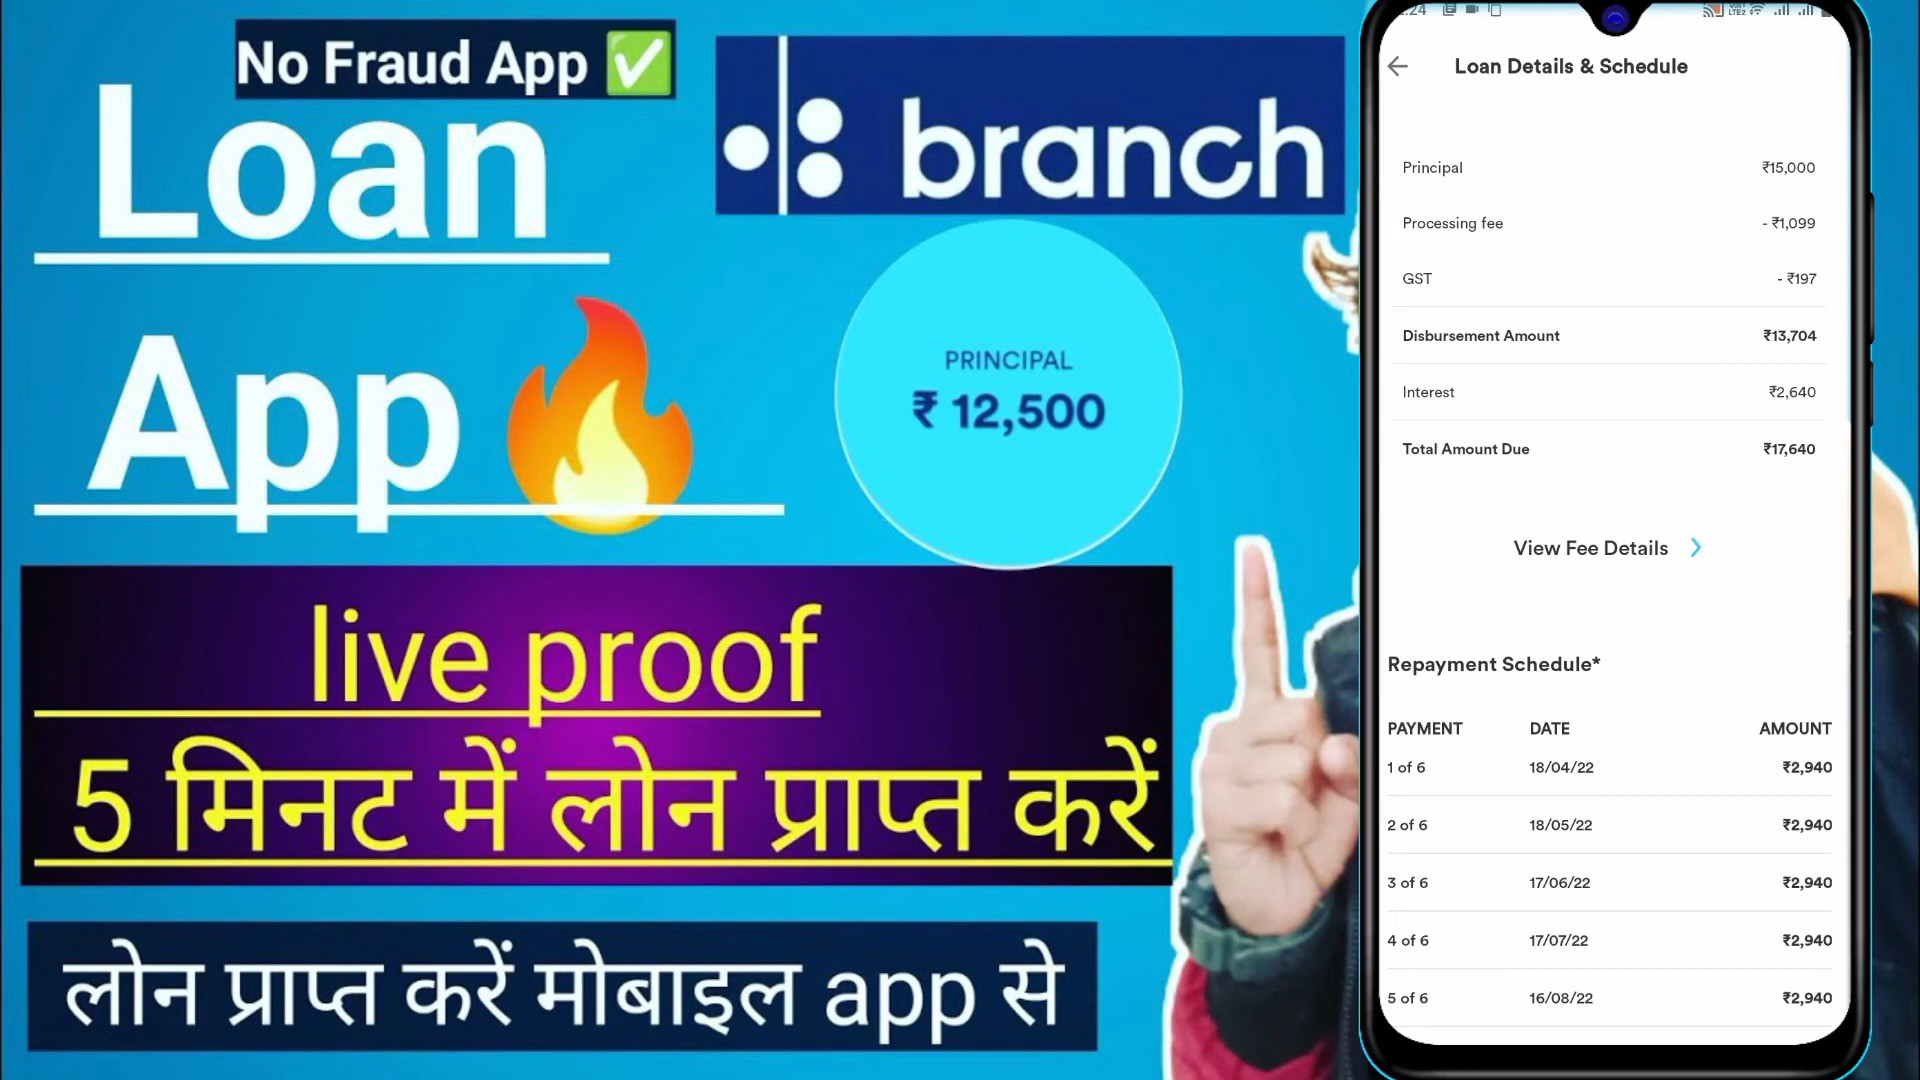 No Fraud App ✅
Loan
App 🔥
branch
PRINCIPAL
₹ 12,500
live proof
5 मिनट में लोन प्राप्त करें
लोन प्राप्त करें मोबाइल app से
Loan Details & Schedule
Principal ₹15,000
Processing fee - ₹1,099
GST - ₹197
Disbursement Amount ₹13,704
Interest ₹2,640
Total Amount Due ₹17,640
View Fee Details
Repayment Schedule*
PAYMENT DATE AMOUNT
1 of 6 18/04/22 ₹2,940
2 of 6 18/05/22 ₹2,940
3 of 6 17/06/22 ₹2,940
4 of 6 17/07/22 ₹2,940
5 of 6 16/08/22 ₹2,940